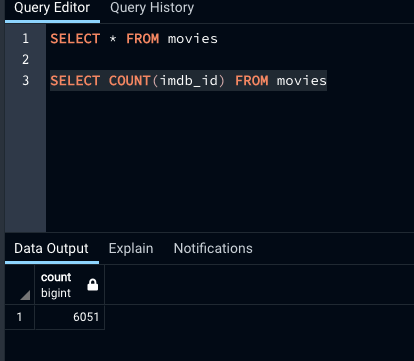 Query Editor Query History
1 SELECT * FROM movies
2
3 SELECT COUNT(imdb_id) FROM movies
Data Output Explain Notifications
count
bigint
1 6051